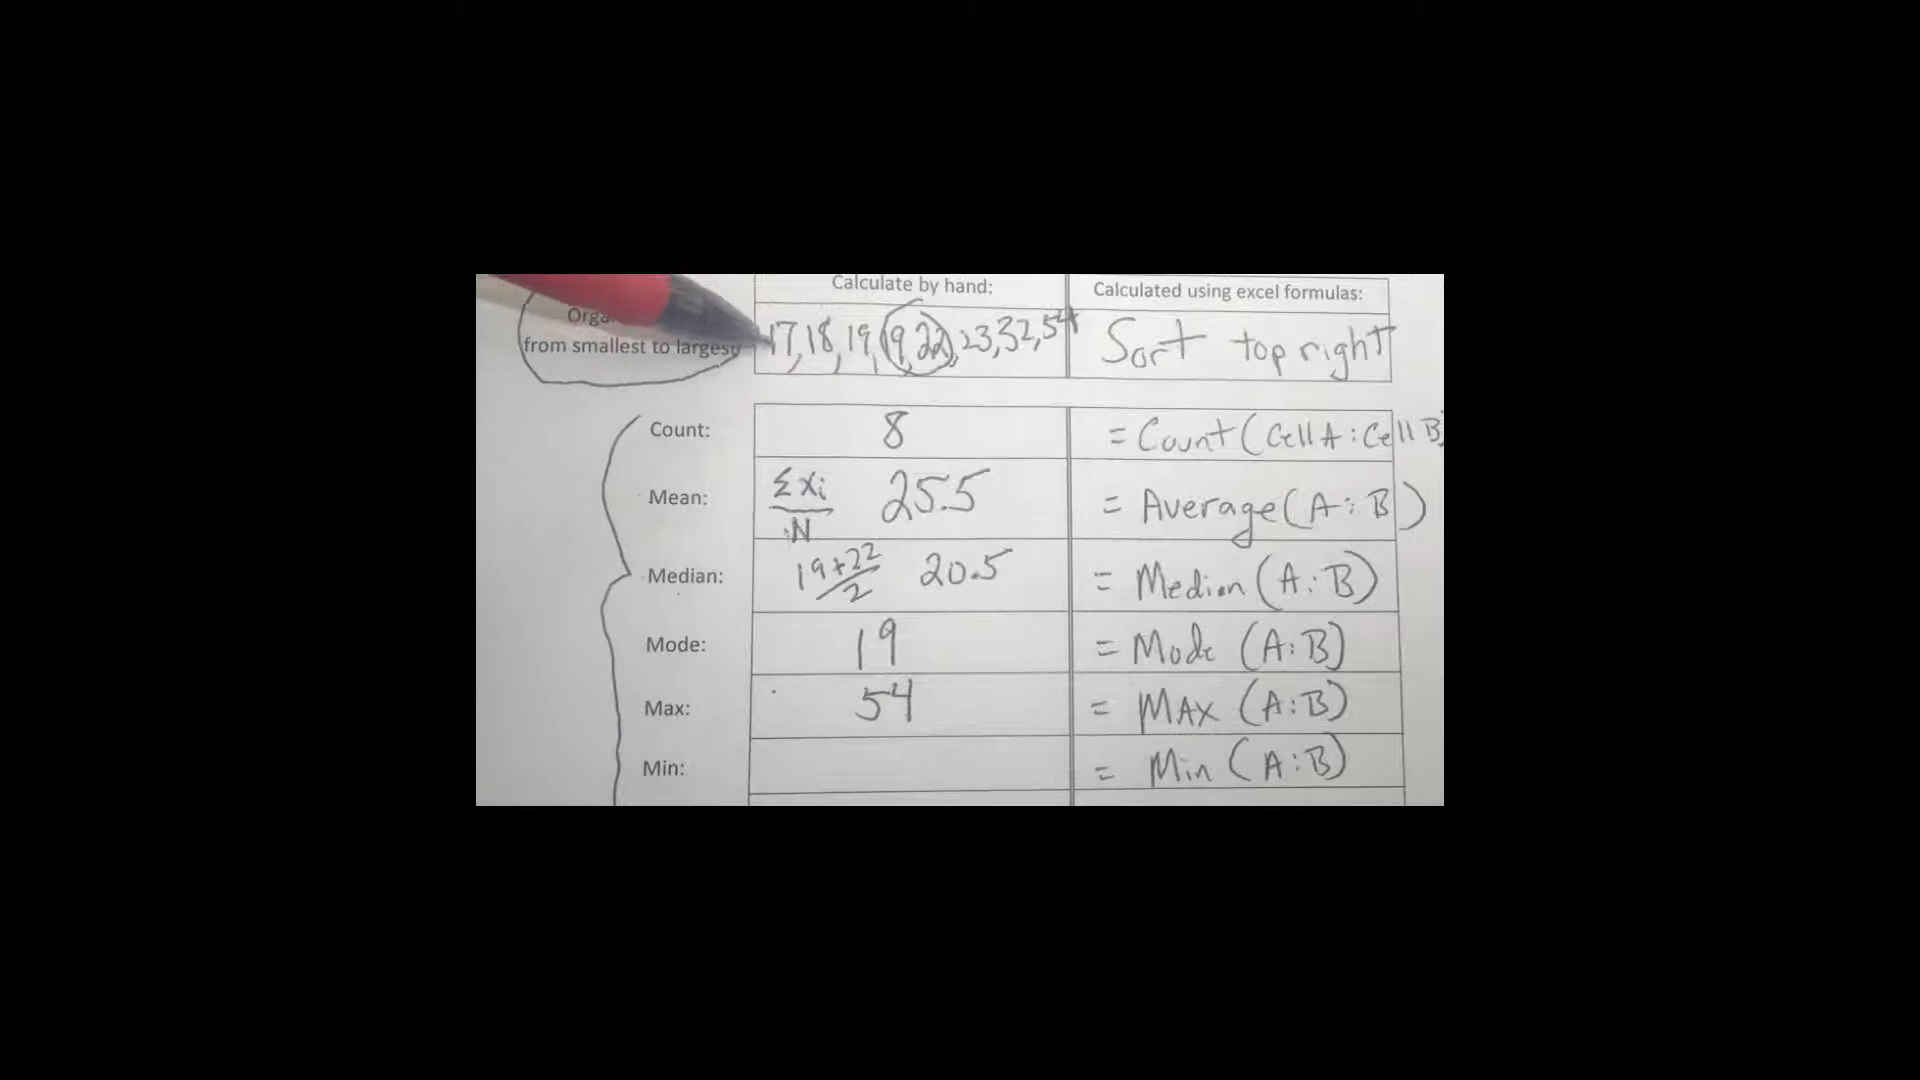 Calculate by hand:
Calculated using excel formulas:
from smallest to largest
17, 18, 19, 19, 22, 23, 32, 54
Sort top right
Count:
8
= Count (Cell A : Cell B)
Mean:
Σxi
N
25.5
= Average (A : B)
Median:
19+22
2
20.5
= Median (A : B)
Mode:
19
= Mode (A:B)
Max:
54
= MAX (A:B)
Min:
= Min (A:B)